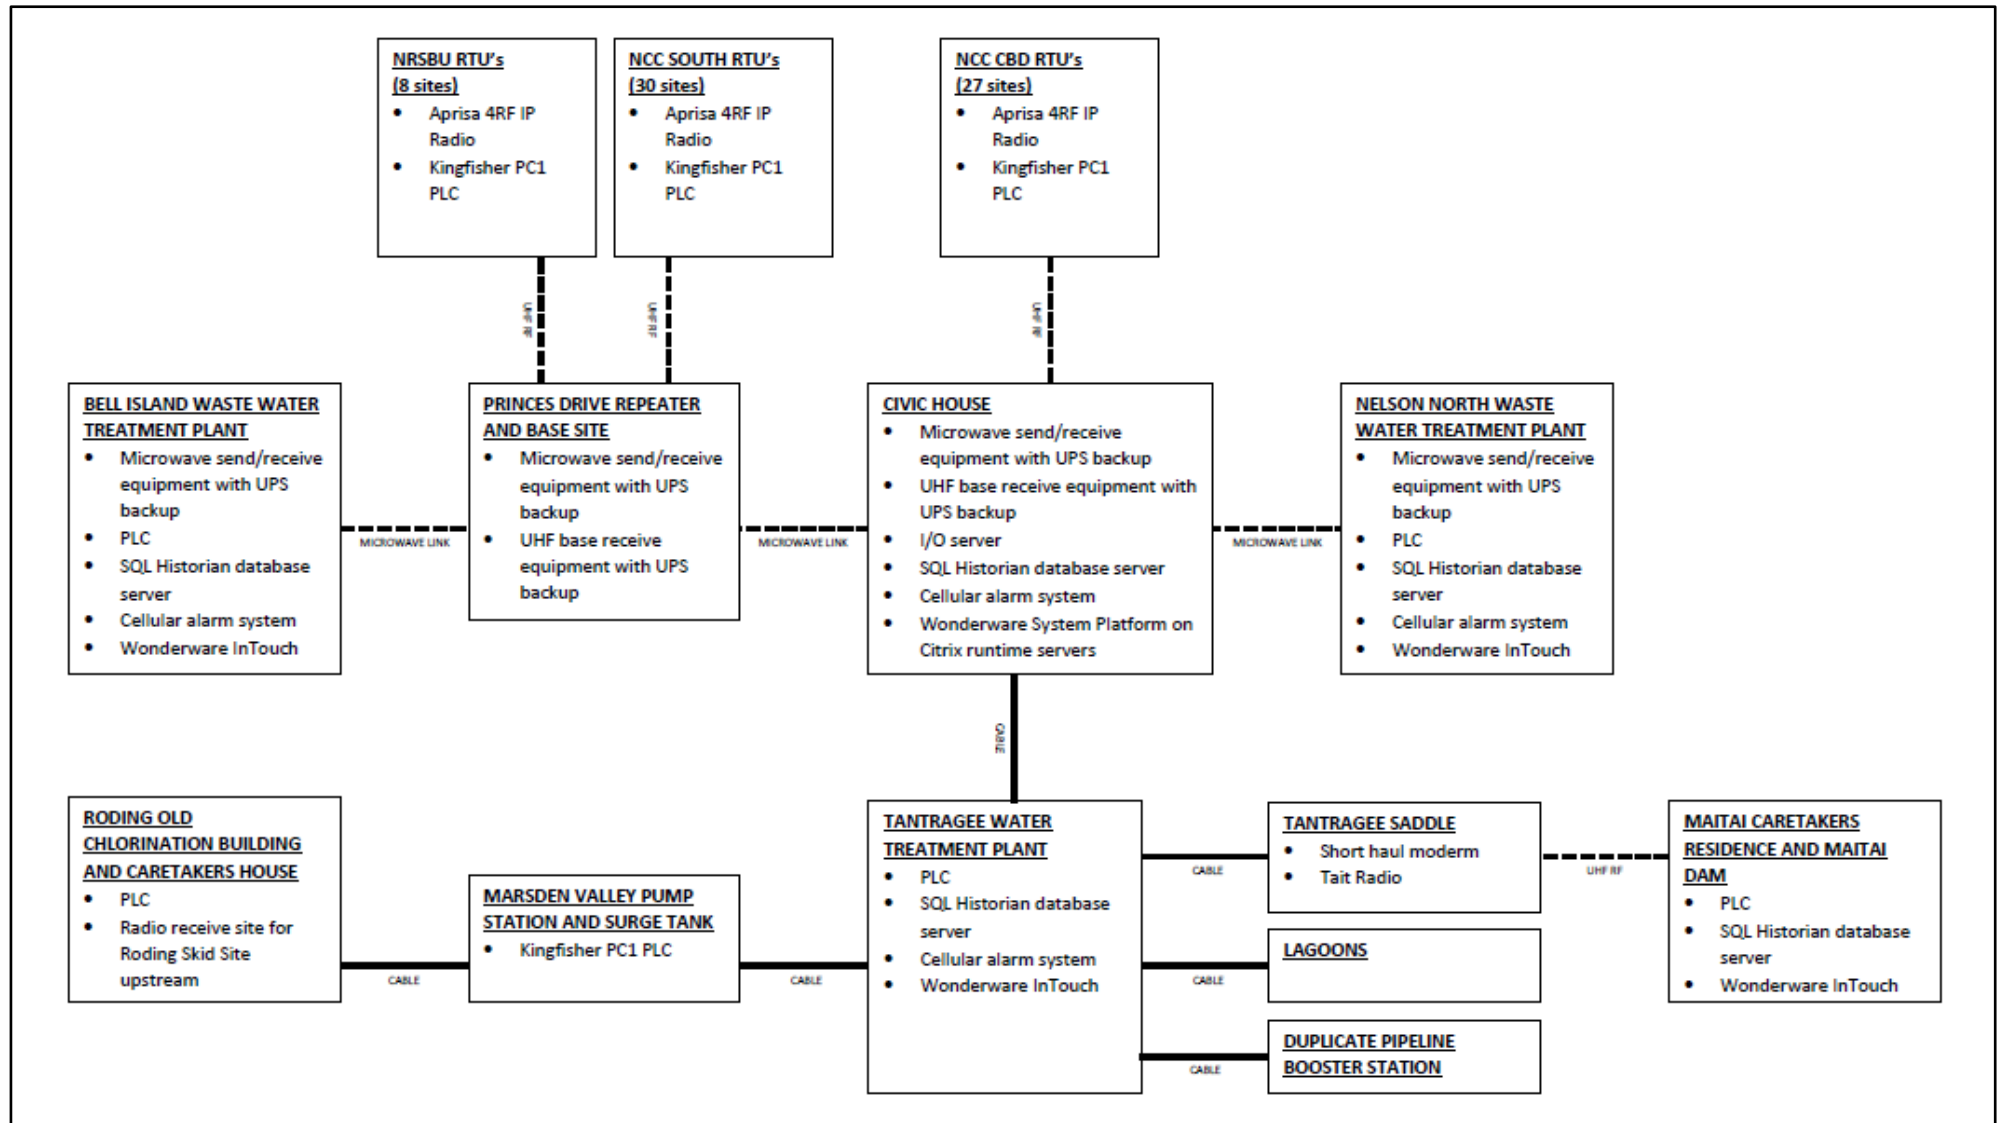 NRSBU RTU's
(8 sites)
• Aprisa 4RF IP
Radio
• Kingfisher PC1
PLC
NCC SOUTH RTU's
(30 sites)
• Aprisa 4RF IP
Radio
• Kingfisher PC1
PLC
NCC CBD RTU's
(27 sites)
• Aprisa 4RF IP
Radio
• Kingfisher PC1
PLC
UHF RF
UHF RF
UHF RF
BELL ISLAND WASTE WATER
TREATMENT PLANT
• Microwave send/receive
equipment with UPS
backup
• PLC
• SQL Historian database
server
• Cellular alarm system
• Wonderware InTouch
MICROWAVE LINK
PRINCES DRIVE REPEATER
AND BASE SITE
• Microwave send/receive
equipment with UPS
backup
• UHF base receive
equipment with UPS
backup
MICROWAVE LINK
CIVIC HOUSE
• Microwave send/receive
equipment with UPS backup
• UHF base receive equipment with
UPS backup
• I/O server
• SQL Historian database server
• Cellular alarm system
• Wonderware System Platform on
Citrix runtime servers
MICROWAVE LINK
NELSON NORTH WASTE
WATER TREATMENT PLANT
• Microwave send/receive
equipment with UPS
backup
• PLC
• SQL Historian database
server
• Cellular alarm system
• Wonderware InTouch
CABLE
RODING OLD
CHLORINATION BUILDING
AND CARETAKERS HOUSE
• PLC
• Radio receive site for
Roding Skid Site
upstream
CABLE
MARSDEN VALLEY PUMP
STATION AND SURGE TANK
• Kingfisher PC1 PLC
CABLE
TANTRAGEE WATER
TREATMENT PLANT
• PLC
• SQL Historian database
server
• Cellular alarm system
• Wonderware InTouch
CABLE
TANTRAGEE SADDLE
• Short haul moderm
• Tait Radio
UHF RF
MAITAI CARETAKERS
RESIDENCE AND MAITAI
DAM
• PLC
• SQL Historian database
server
• Wonderware InTouch
CABLE
LAGOONS
CABLE
DUPLICATE PIPELINE
BOOSTER STATION